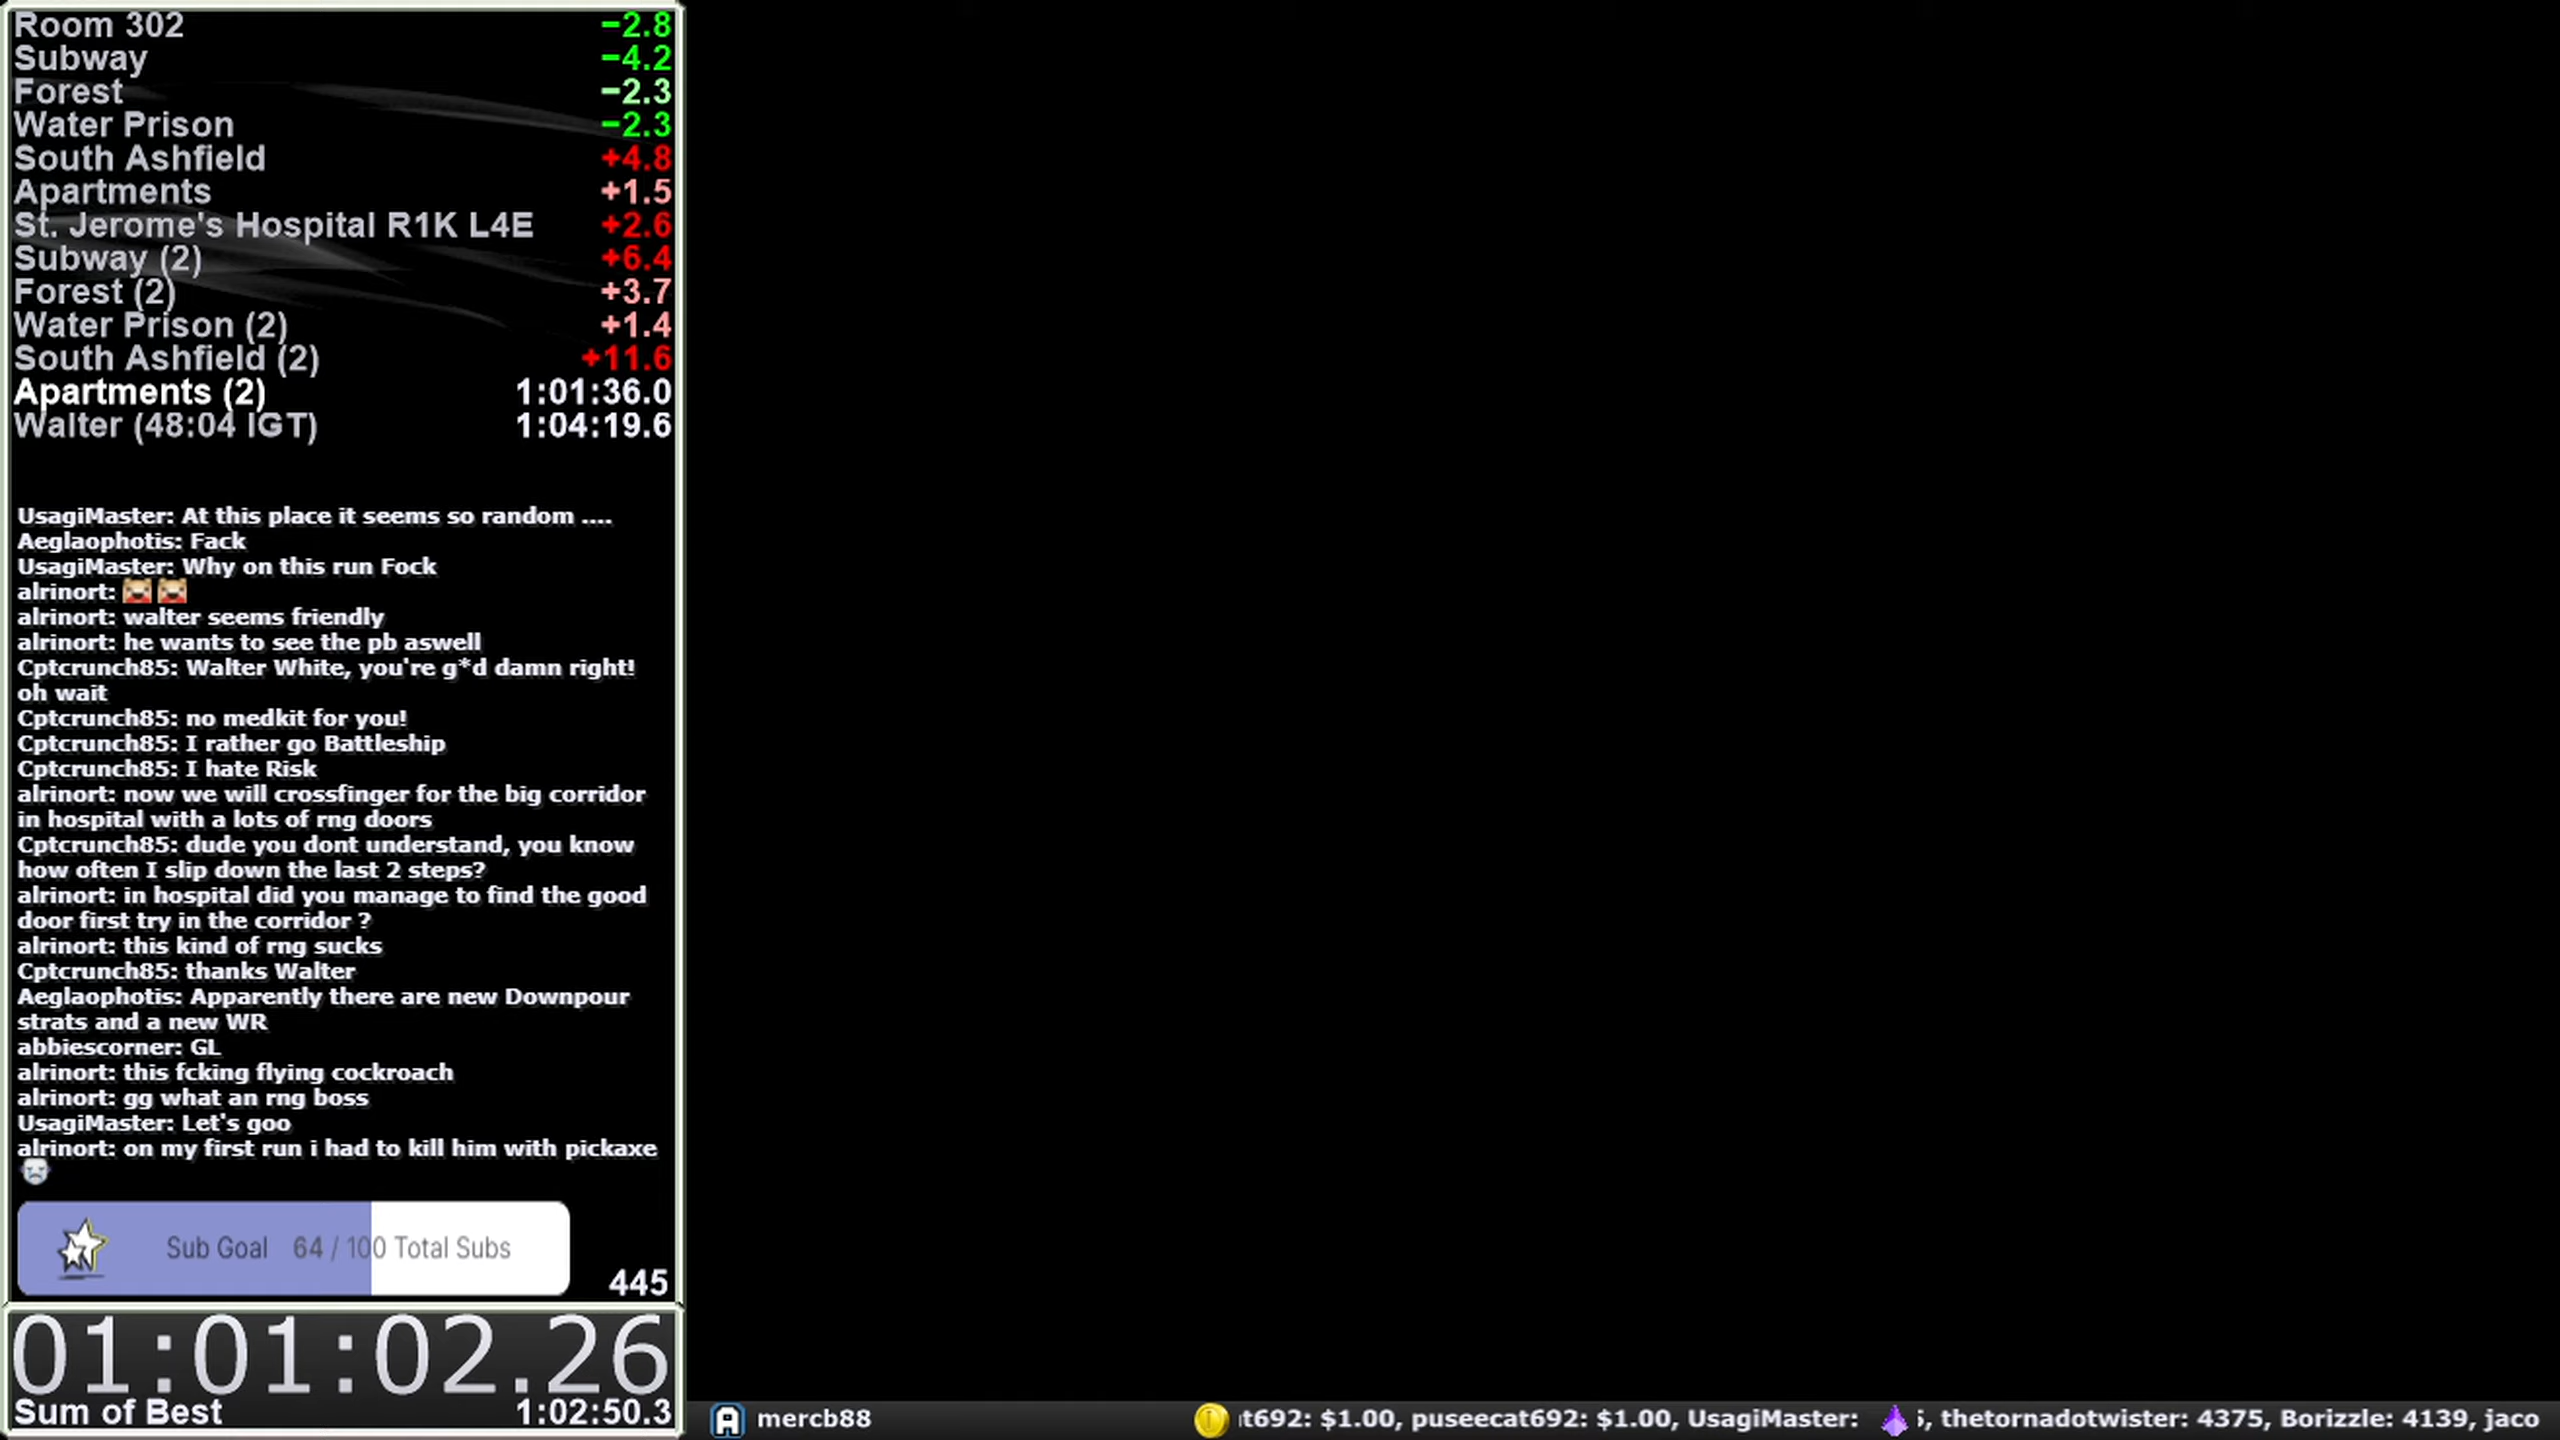 Room 302 −2.8
Subway −4.2
Forest −2.3
Water Prison −2.3
South Ashfield +4.8
Apartments +1.5
St. Jerome's Hospital R1K L4E +2.6
Subway (2) +6.4
Forest (2) +3.7
Water Prison (2) +1.4
South Ashfield (2) +11.6
Apartments (2) 1:01:36.0
Walter (48:04 IGT) 1:04:19.6
UsagiMaster: At this place it seems so random ....
Aeglaophotis: Fack
UsagiMaster: Why on this run Fock
alrinort:
alrinort: walter seems friendly
alrinort: he wants to see the pb aswell
Cptcrunch85: Walter White, you're g*d damn right!
oh wait
Cptcrunch85: no medkit for you!
Cptcrunch85: I rather go Battleship
Cptcrunch85: I hate Risk
alrinort: now we will crossfinger for the big corridor
in hospital with a lots of rng doors
Cptcrunch85: dude you dont understand, you know
how often I slip down the last 2 steps?
alrinort: in hospital did you manage to find the good
door first try in the corridor ?
alrinort: this kind of rng sucks
Cptcrunch85: thanks Walter
Aeglaophotis: Apparently there are new Downpour
strats and a new WR
abbiescorner: GL
alrinort: this fcking flying cockroach
alrinort: gg what an rng boss
UsagiMaster: Let's goo
alrinort: on my first run i had to kill him with pickaxe
Sub Goal 64 / 100 Total Subs
445
01:01:02.26
Sum of Best 1:02:50.3
mercb88
t692: $1.00, puseecat692: $1.00, UsagiMaster:
, thetornadotwister: 4375, Borizzle: 4139, jaco